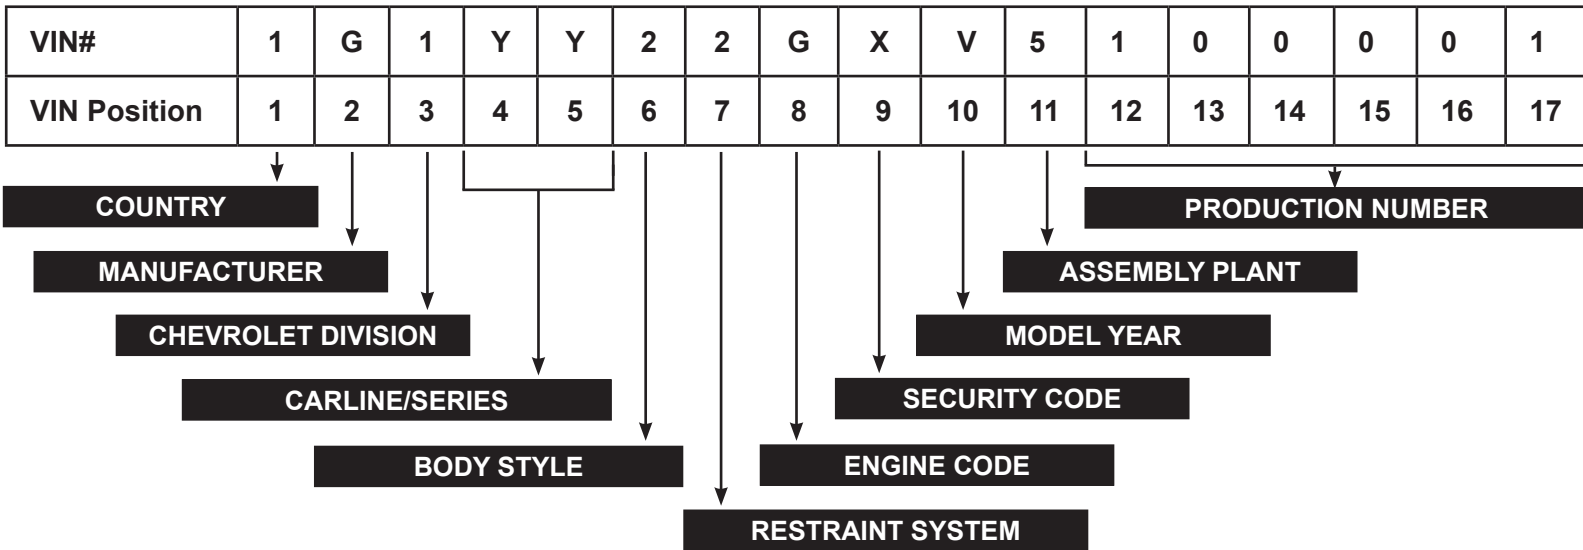 VIN# 1 G 1 Y Y 2 2 G X V 5 1 0 0 0 0 1
VIN Position 1 2 3 4 5 6 7 8 9 10 11 12 13 14 15 16 17
COUNTRY
PRODUCTION NUMBER
MANUFACTURER
ASSEMBLY PLANT
CHEVROLET DIVISION
MODEL YEAR
CARLINE/SERIES
SECURITY CODE
BODY STYLE
ENGINE CODE
RESTRAINT SYSTEM